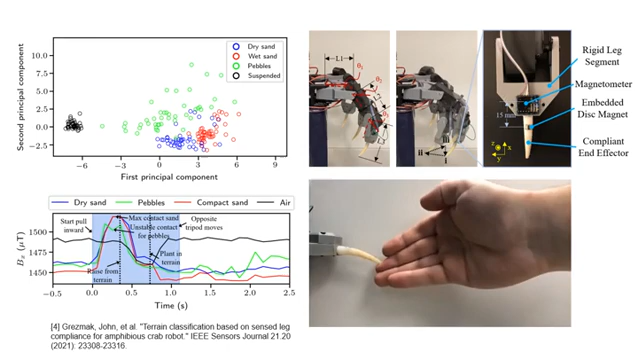 Second principal component
10.0
7.5
5.0
2.5
0.0
−2.5
−6
−3
0
3
6
9
First principal component
Dry sand
Wet sand
Pebbles
Suspended
L1
θ1
θ2
θ3
ii
i
15 mm
z
x
y
Rigid Leg
Segment
Magnetometer
Embedded
Disc Magnet
Compliant
End Effector
Dry sand Pebbles Compact sand Air
Bx (μT)
1500
1475
1450
Start pull
inward
Max contact sand
Unstable contact
for pebbles
Opposite
tripod moves
Raise from
terrain
Plant in
terrain
−0.5 0.0 0.5 1.0 1.5 2.0 2.5
Time (s)
[4] Grezmak, John, et al. "Terrain classification based on sensed leg
compliance for amphibious crab robot." IEEE Sensors Journal 21.20
(2021): 23308-23316.